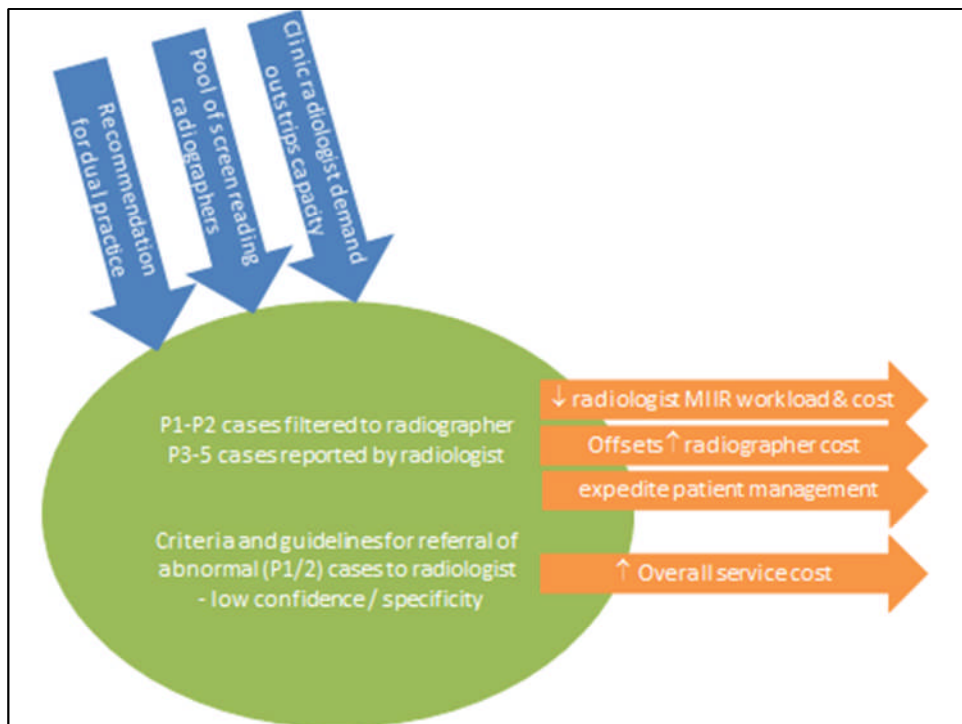 Recommendation
for dual practice
Pool of screen reading
radiographers
Clinic radiologist demand
outstrips capacity
P1-P2 cases filtered to radiographer
P3-5 cases reported by radiologist
Criteria and guidelines for referral of
abnormal (P1/2) cases to radiologist
- low confidence / specificity
↓ radiologist MIIR workload & cost
Offsets ↑ radiographer cost
expedite patient management
↑ Overall service cost